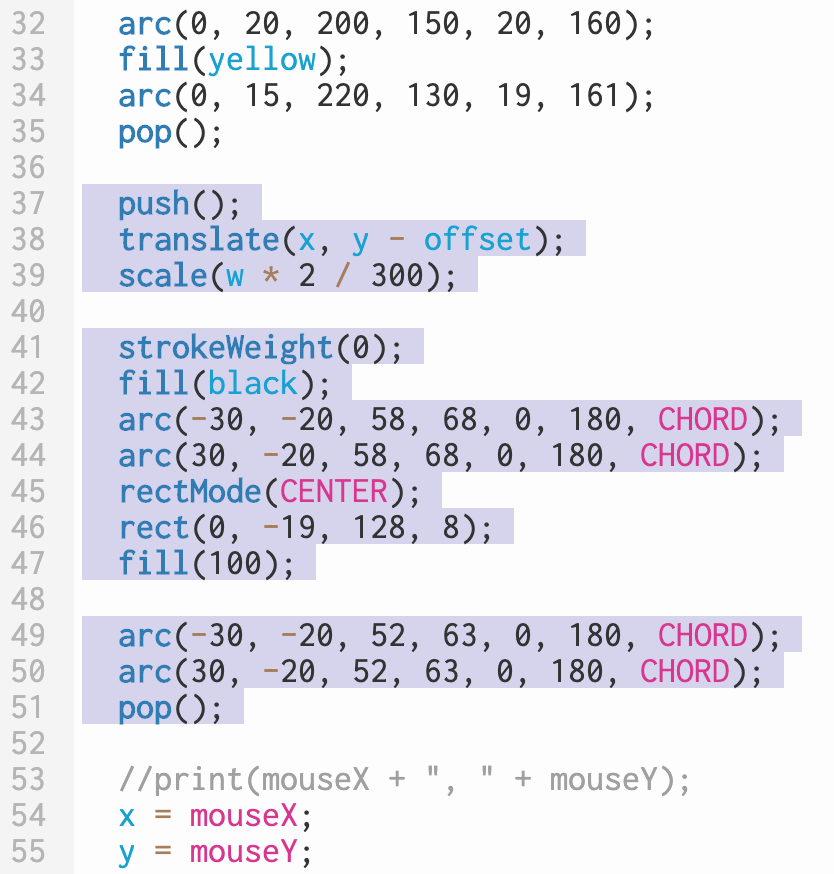 32 arc(0, 20, 200, 150, 20, 160);
33 fill(yellow);
34 arc(0, 15, 220, 130, 19, 161);
35 pop();
36
37 push();
38 translate(x, y - offset);
39 scale(w * 2 / 300);
40
41 strokeWeight(0);
42 fill(black);
43 arc(-30, -20, 58, 68, 0, 180, CHORD);
44 arc(30, -20, 58, 68, 0, 180, CHORD);
45 rectMode(CENTER);
46 rect(0, -19, 128, 8);
47 fill(100);
48
49 arc(-30, -20, 52, 63, 0, 180, CHORD);
50 arc(30, -20, 52, 63, 0, 180, CHORD);
51 pop();
52
53 //print(mouseX + ", " + mouseY);
54 x = mouseX;
55 y = mouseY;